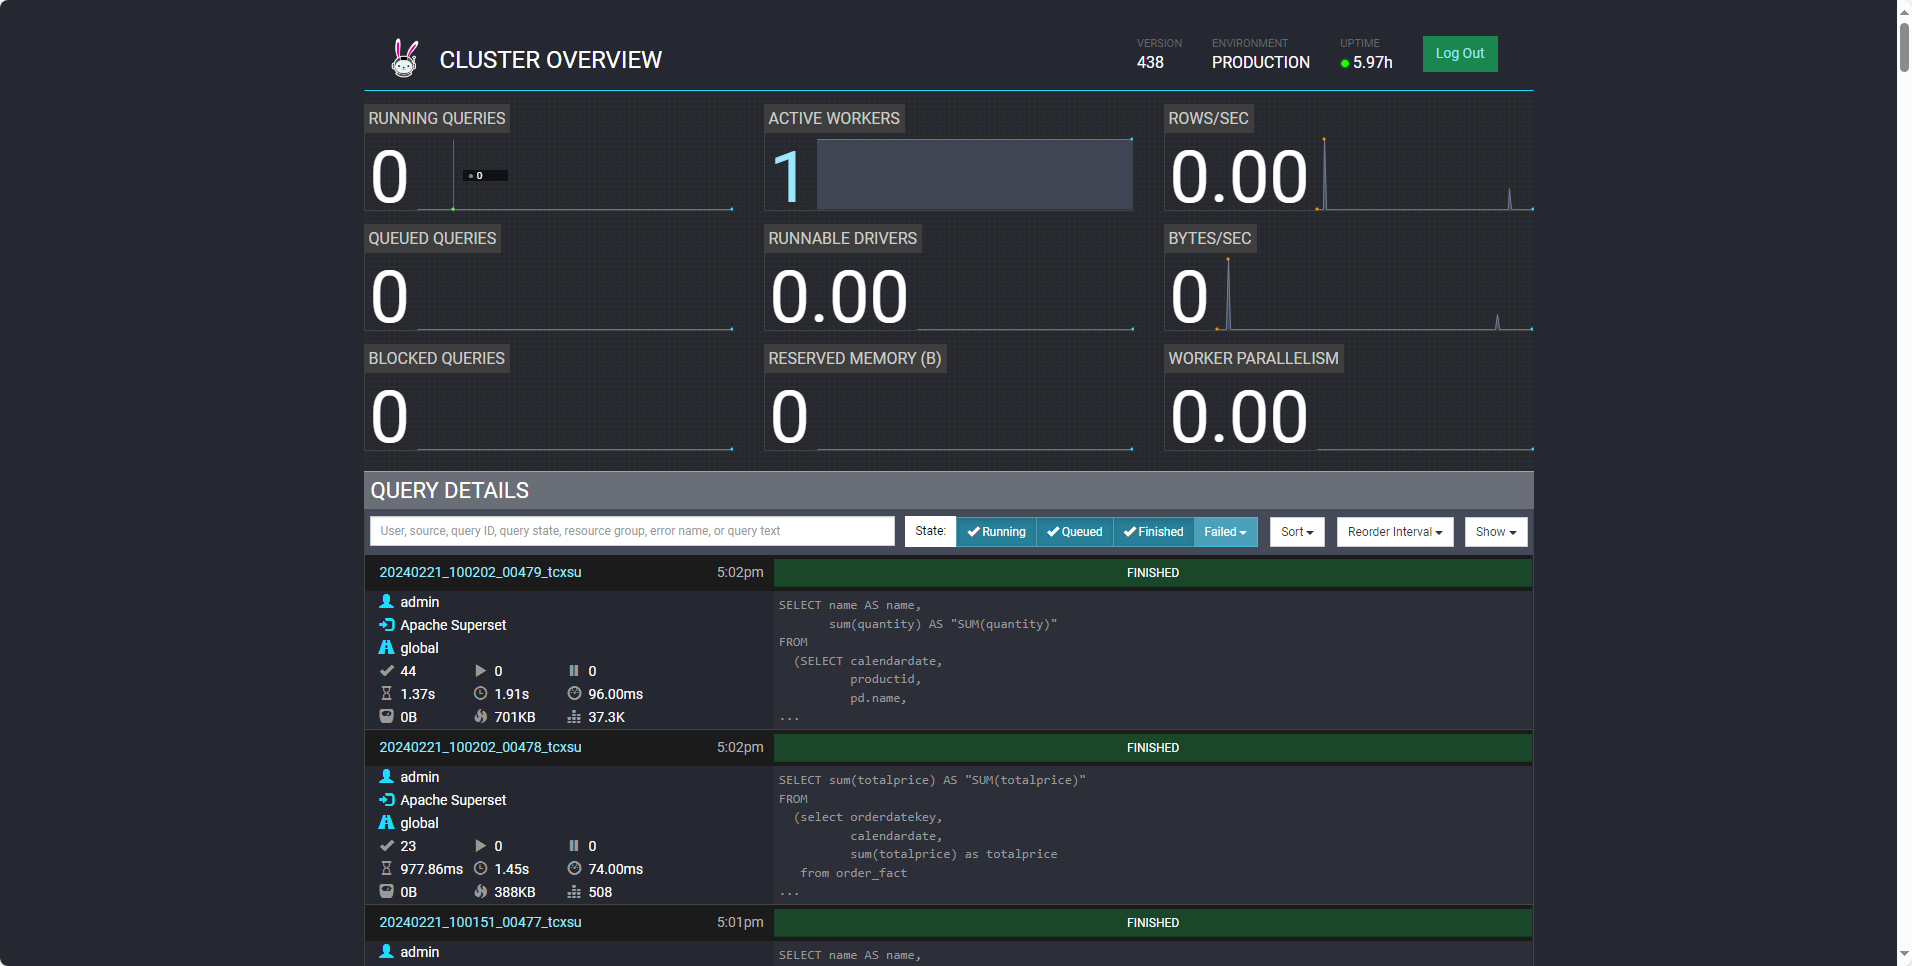 CLUSTER OVERVIEW
VERSION
438
ENVIRONMENT
PRODUCTION
UPTIME
5.97h
Log Out
RUNNING QUERIES
0
0
ACTIVE WORKERS
1
ROWS/SEC
0.00
QUEUED QUERIES
0
RUNNABLE DRIVERS
0.00
BYTES/SEC
0
BLOCKED QUERIES
0
RESERVED MEMORY (B)
0
WORKER PARALLELISM
0.00
QUERY DETAILS
User, source, query ID, query state, resource group, error name, or query text
State: Running Queued Finished Failed Sort Reorder Interval Show
20240221_100202_00479_tcxsu 5:02pm FINISHED
admin
Apache Superset
global
44 0 0
1.37s 1.91s 96.00ms
0B 701KB 37.3K
SELECT name AS name,
sum(quantity) AS "SUM(quantity)"
FROM
(SELECT calendardate,
productid,
pd.name,
...
20240221_100202_00478_tcxsu 5:02pm FINISHED
admin
Apache Superset
global
23 0 0
977.86ms 1.45s 74.00ms
0B 388KB 508
SELECT sum(totalprice) AS "SUM(totalprice)"
FROM
(select orderdatekey,
calendardate,
sum(totalprice) as totalprice
from order_fact
...
20240221_100151_00477_tcxsu 5:01pm FINISHED
admin
SELECT name AS name,